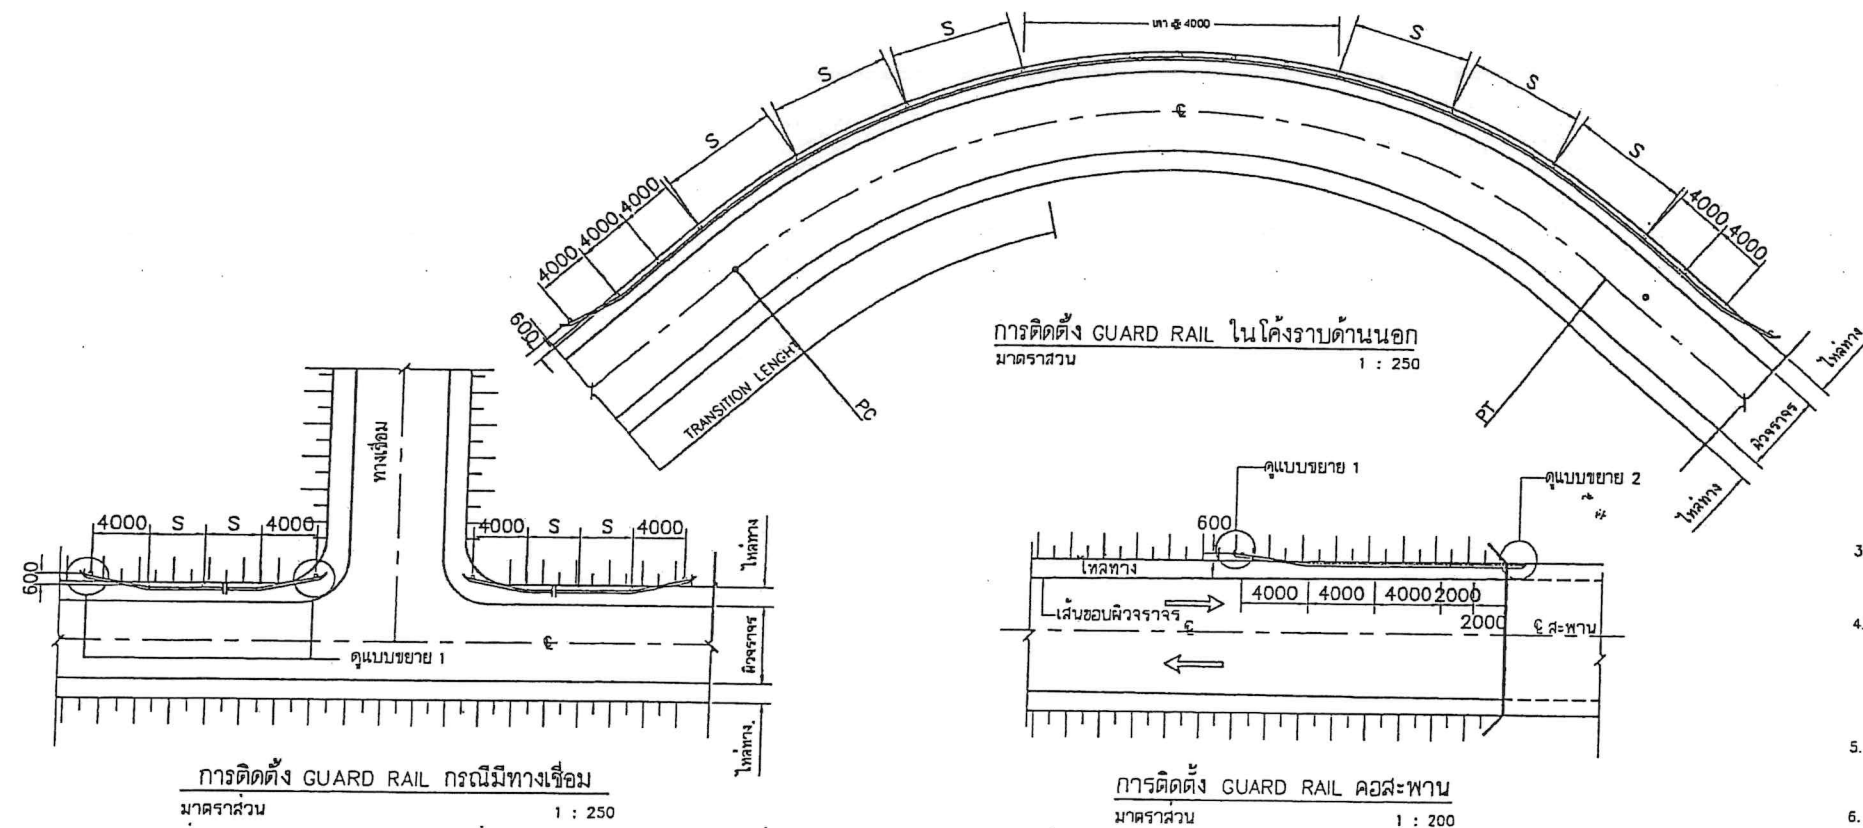 S
4000
S
S
S
S
S
S
S
4000
4000
4000
4000
4000
600
℄
TRANSITION LENGHT
PC
PT
การติดตั้ง GUARD RAIL ในโค้งราบด้านนอก
มาตราส่วน 1 : 250
ไหล่ทาง
ผิวจราจร
ไหล่ทาง
ทางเชื่อม
4000 S S 4000
4000 S S 4000
600
ไหล่ทาง
ผิวจราจร
ไหล่ทาง
℄
ดูแบบขยาย 1
การติดตั้ง GUARD RAIL กรณีมีทางเชื่อม
มาตราส่วน 1 : 250
ดูแบบขยาย 1
ดูแบบขยาย 2
600
ไหล่ทาง
4000 4000 4000 2000
2000
เส้นขอบผิวจราจร
℄
℄ สะพาน
การติดตั้ง GUARD RAIL คอสะพาน
มาตราส่วน 1 : 200
3
4.
5.
6.